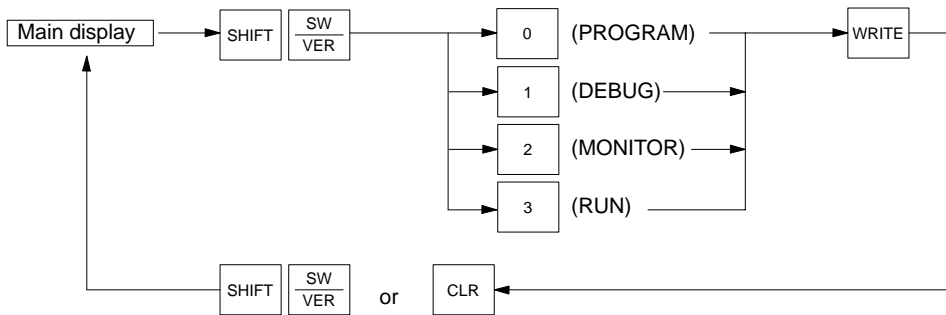 Main display
SHIFT
SW
VER
0 (PROGRAM)
WRITE
1 (DEBUG)
2 (MONITOR)
3 (RUN)
SHIFT
SW
VER
or
CLR